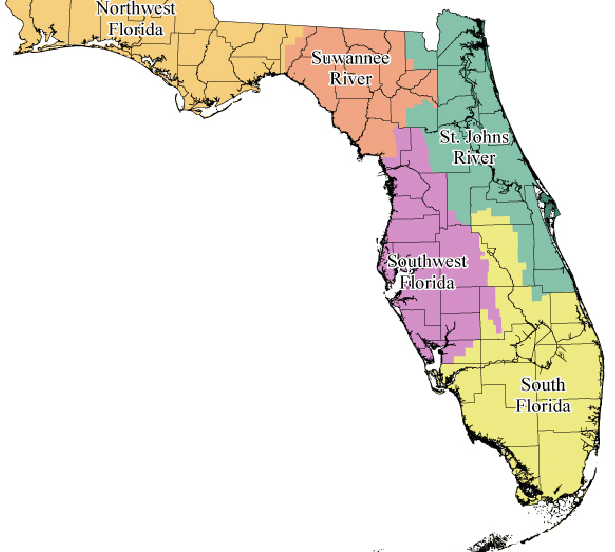 Northwest
Florida
Suwannee
River
St. Johns
River
Southwest
Florida
South
Florida